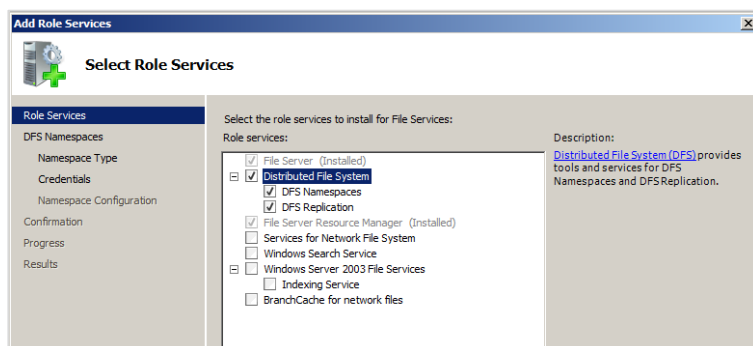 Add Role Services
Select Role Services
Role Services
DFS Namespaces
Namespace Type
Credentials
Namespace Configuration
Confirmation
Progress
Results
Select the role services to install for File Services:
Role services:
File Server (Installed)
Distributed File System
DFS Namespaces
DFS Replication
File Server Resource Manager (Installed)
Services for Network File System
Windows Search Service
Windows Server 2003 File Services
Indexing Service
BranchCache for network files
Description:
Distributed File System (DFS) provides
tools and services for DFS
Namespaces and DFS Replication.